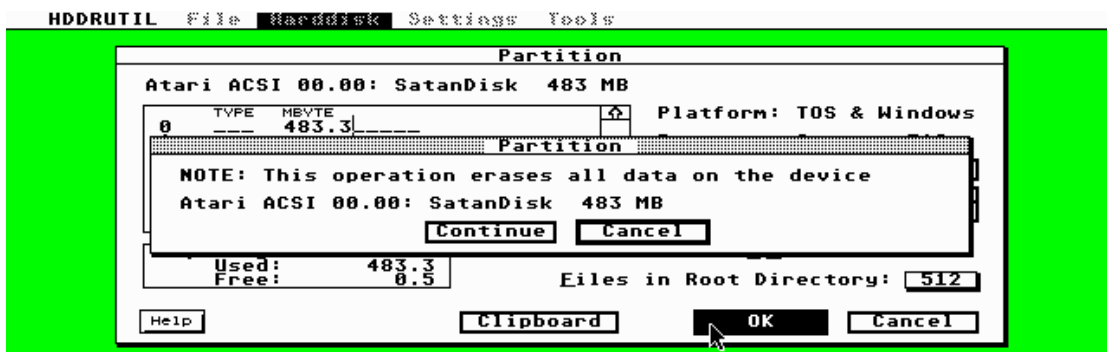 HDDRUTIL File Harddisk Settings Tools
Partition
Atari ACSI 00.00: SatanDisk 483 MB
TYPE MBYTE
Platform: TOS & Windows
0 ___ 483.3_____
Partition
NOTE: This operation erases all data on the device
Atari ACSI 00.00: SatanDisk 483 MB
Continue Cancel
Used: 483.3
Free: 0.5
Files in Root Directory: 512
Help Clipboard OK Cancel